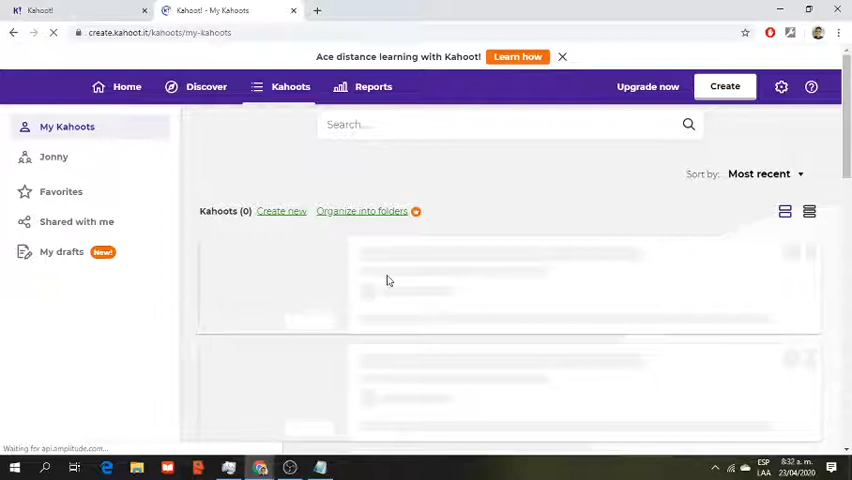 Kahoot!
Kahoot! - My Kahoots
create.kahoot.it/kahoots/my-kahoots
Ace distance learning with Kahoot! Learn how
Home Discover Kahoots Reports Upgrade now Create
My Kahoots
Search...
Jonny
Sort by: Most recent
Favorites
Kahoots (0) Create new Organize into folders
Shared with me
My drafts New!
Waiting for api.amplitude.com...
ESP 8:32 a. m.
LAA 23/04/2020